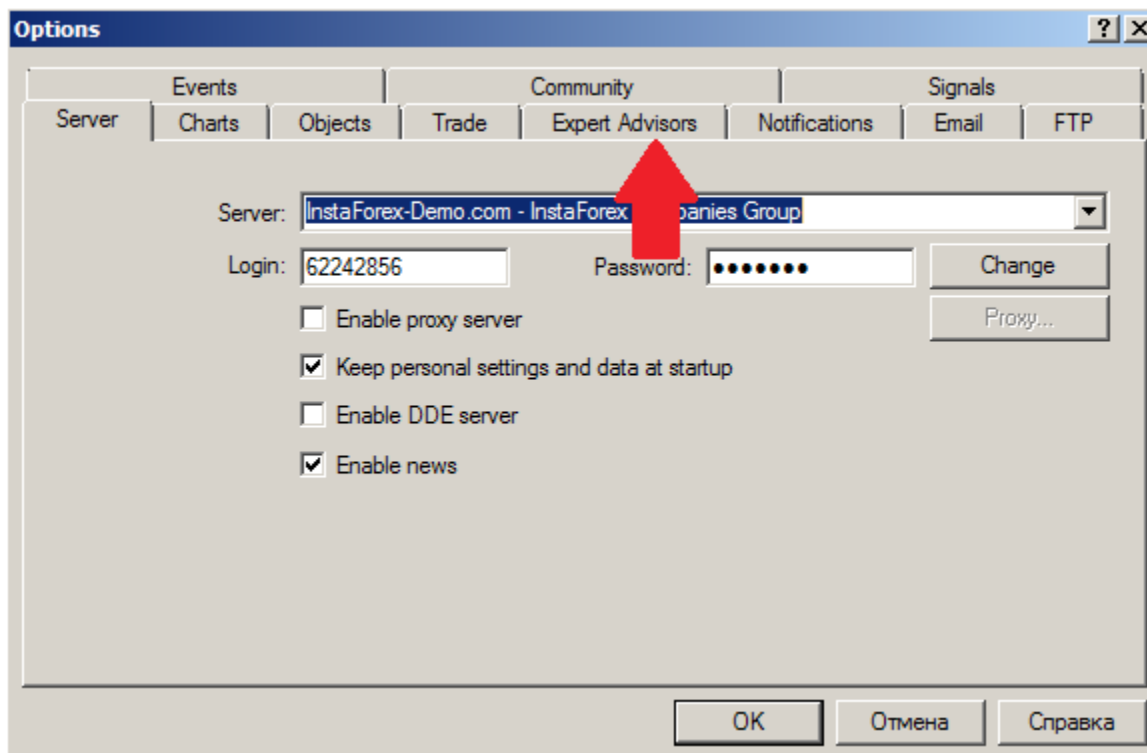 Options
Events Community Signals
Server Charts Objects Trade Expert Advisors Notifications Email FTP
Server: InstaForex-Demo.com - InstaForex panies Group
Login: 62242856 Password: ●●●●●●● Change
Enable proxy server Proxy...
Keep personal settings and data at startup
Enable DDE server
Enable news
OK Отмена Справка